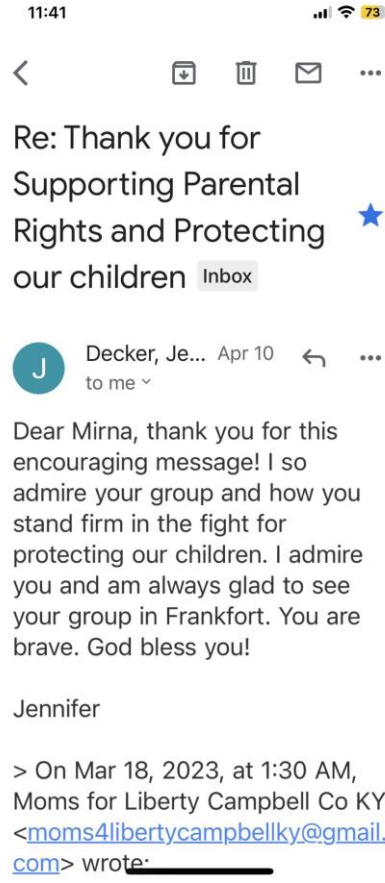 11:41
73
Re: Thank you for
Supporting Parental
Rights and Protecting
our children Inbox
J
Decker, Je... Apr 10
to me
Dear Mirna, thank you for this
encouraging message! I so
admire your group and how you
stand firm in the fight for
protecting our children. I admire
you and am always glad to see
your group in Frankfort. You are
brave. God bless you!
Jennifer
> On Mar 18, 2023, at 1:30 AM,
Moms for Liberty Campbell Co KY
<moms4libertycampbellky@gmail.
com> wrote: